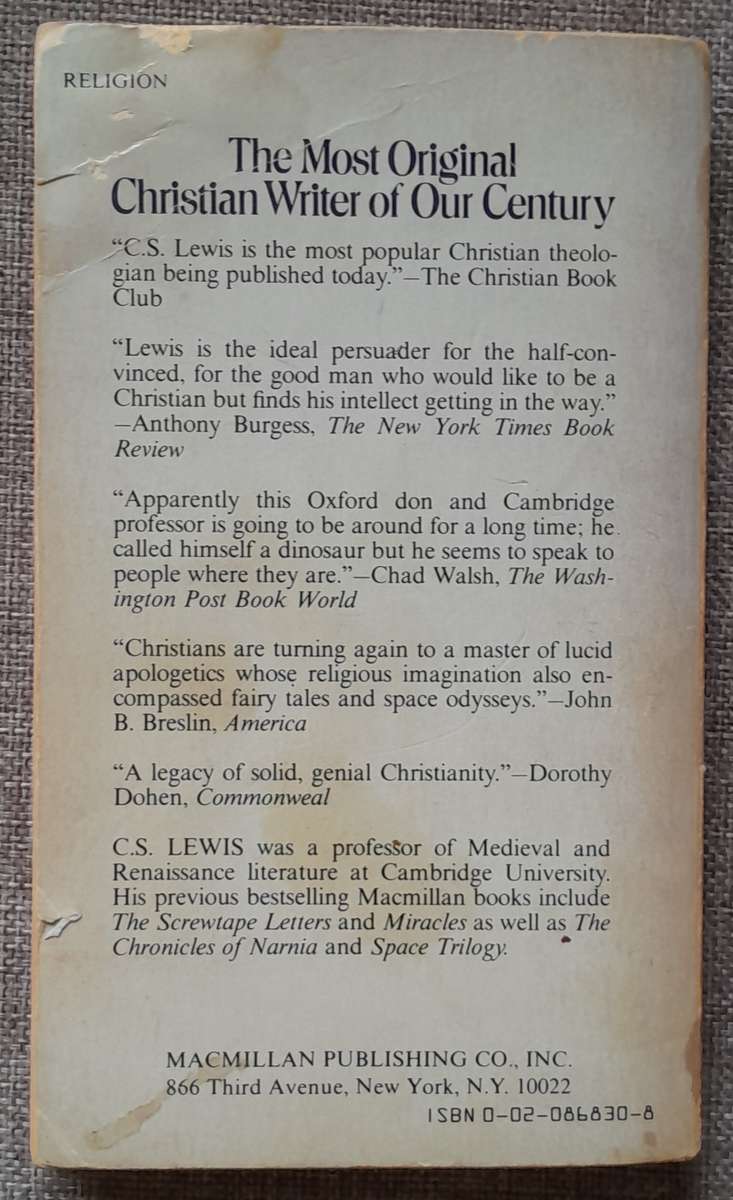 RELIGION
The Most Original
Christian Writer of Our Century
“C.S. Lewis is the most popular Christian theolo-
gian being published today.”—The Christian Book
Club
“Lewis is the ideal persuader for the half-con-
vinced, for the good man who would like to be a
Christian but finds his intellect getting in the way.”
—Anthony Burgess, The New York Times Book
Review
“Apparently this Oxford don and Cambridge
professor is going to be around for a long time; he
called himself a dinosaur but he seems to speak to
people where they are.”—Chad Walsh, The Wash-
ington Post Book World
“Christians are turning again to a master of lucid
apologetics whose religious imagination also en-
compassed fairy tales and space odysseys.”—John
B. Breslin, America
“A legacy of solid, genial Christianity.”—Dorothy
Dohen, Commonweal
C.S. LEWIS was a professor of Medieval and
Renaissance literature at Cambridge University.
His previous bestselling Macmillan books include
The Screwtape Letters and Miracles as well as The
Chronicles of Narnia and Space Trilogy.
MACMILLAN PUBLISHING CO., INC.
866 Third Avenue, New York, N.Y. 10022
ISBN 0-02-086830-8